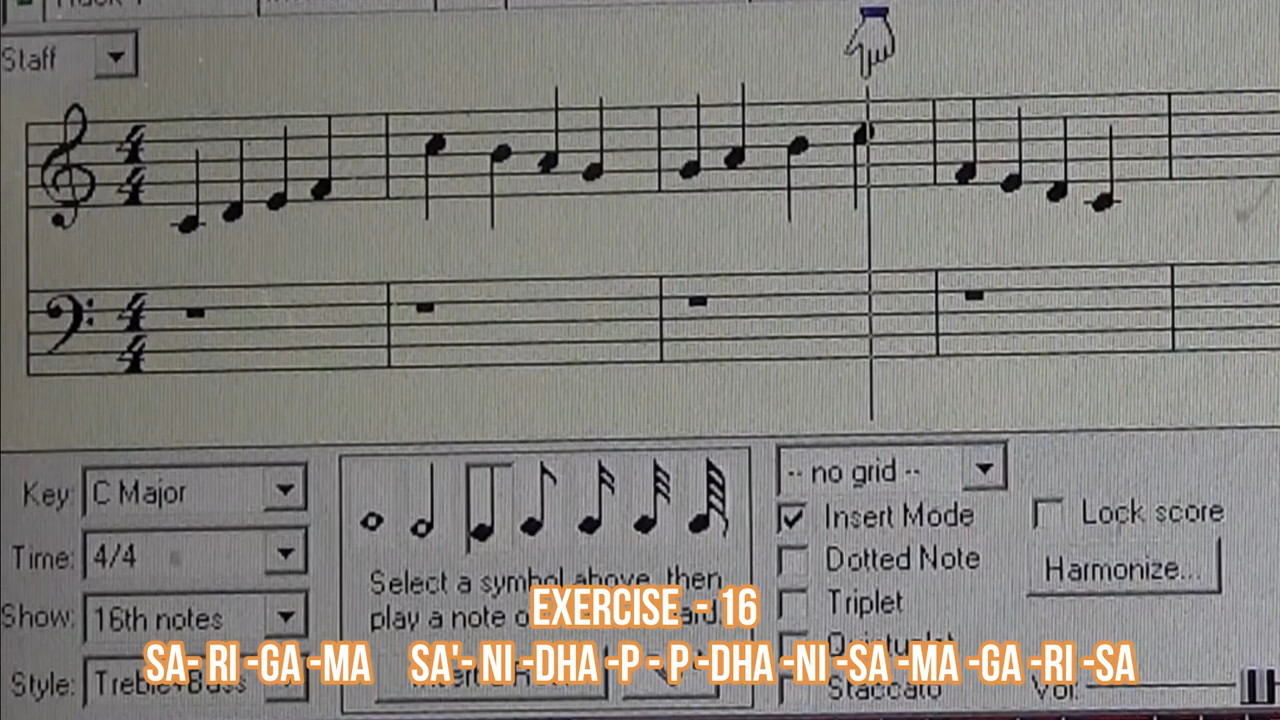 Staff
Key: C Major
Time: 4/4
Show: 16th notes
Style: Treble+Bass
Select a symbol above, then
play a note o
-- no grid --
Insert Mode
Dotted Note
Triplet
Staccato
Lock score
Harmonize...
Vol:
EXERCISE - 16
SA- RI -GA -MA SA'- NI -DHA -P - P -DHA -NI -SA -MA -GA -RI -SA